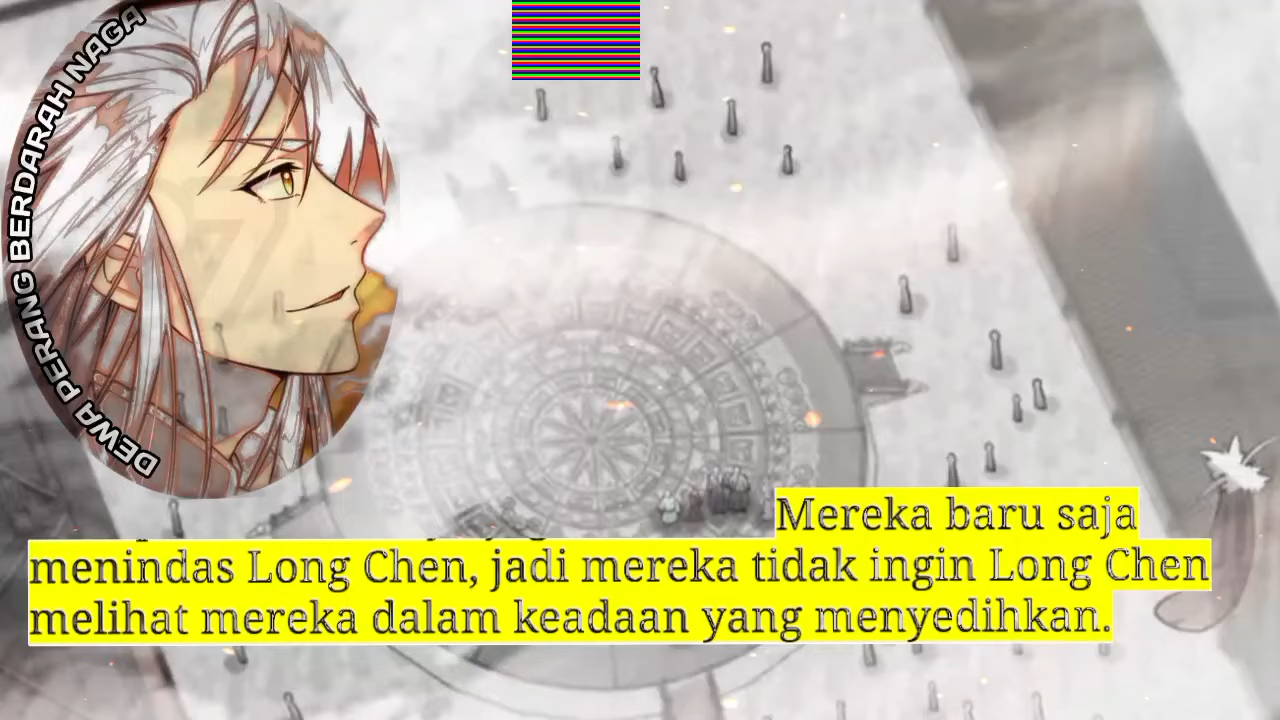 DEWA PERANG BERDARAH NAGA
Mereka baru saja
menindas Long Chen, jadi mereka tidak ingin Long Chen
melihat mereka dalam keadaan yang menyedihkan.